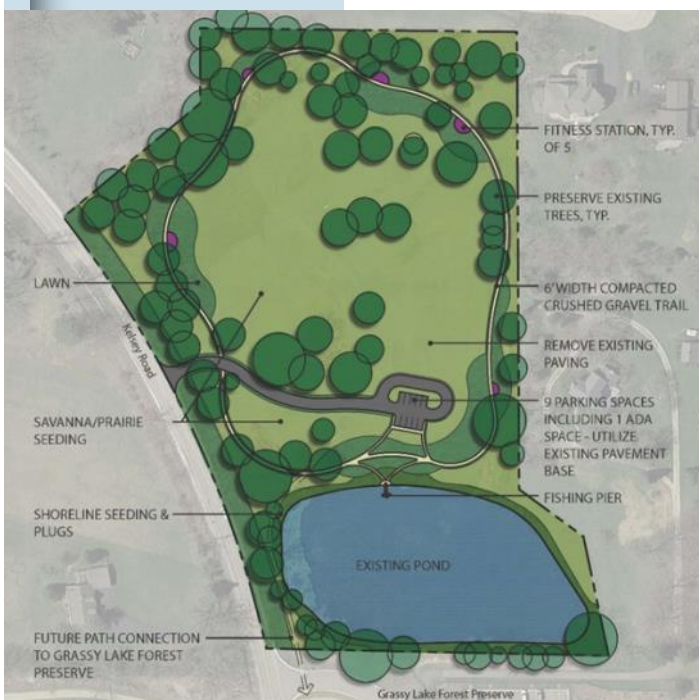 FITNESS STATION, TYP.
OF 5
PRESERVE EXISTING
TREES, TYP.
LAWN
6' WIDTH COMPACTED
CRUSHED GRAVEL TRAIL
Kelsey Road
REMOVE EXISTING
PAVING
SAVANNA/PRAIRIE
SEEDING
9 PARKING SPACES
INCLUDING 1 ADA
SPACE - UTILIZE
EXISTING PAVEMENT
BASE
FISHING PIER
SHORELINE SEEDING &
PLUGS
EXISTING POND
FUTURE PATH CONNECTION
TO GRASSY LAKE FOREST
PRESERVE
Grassy Lake Forest Preserve